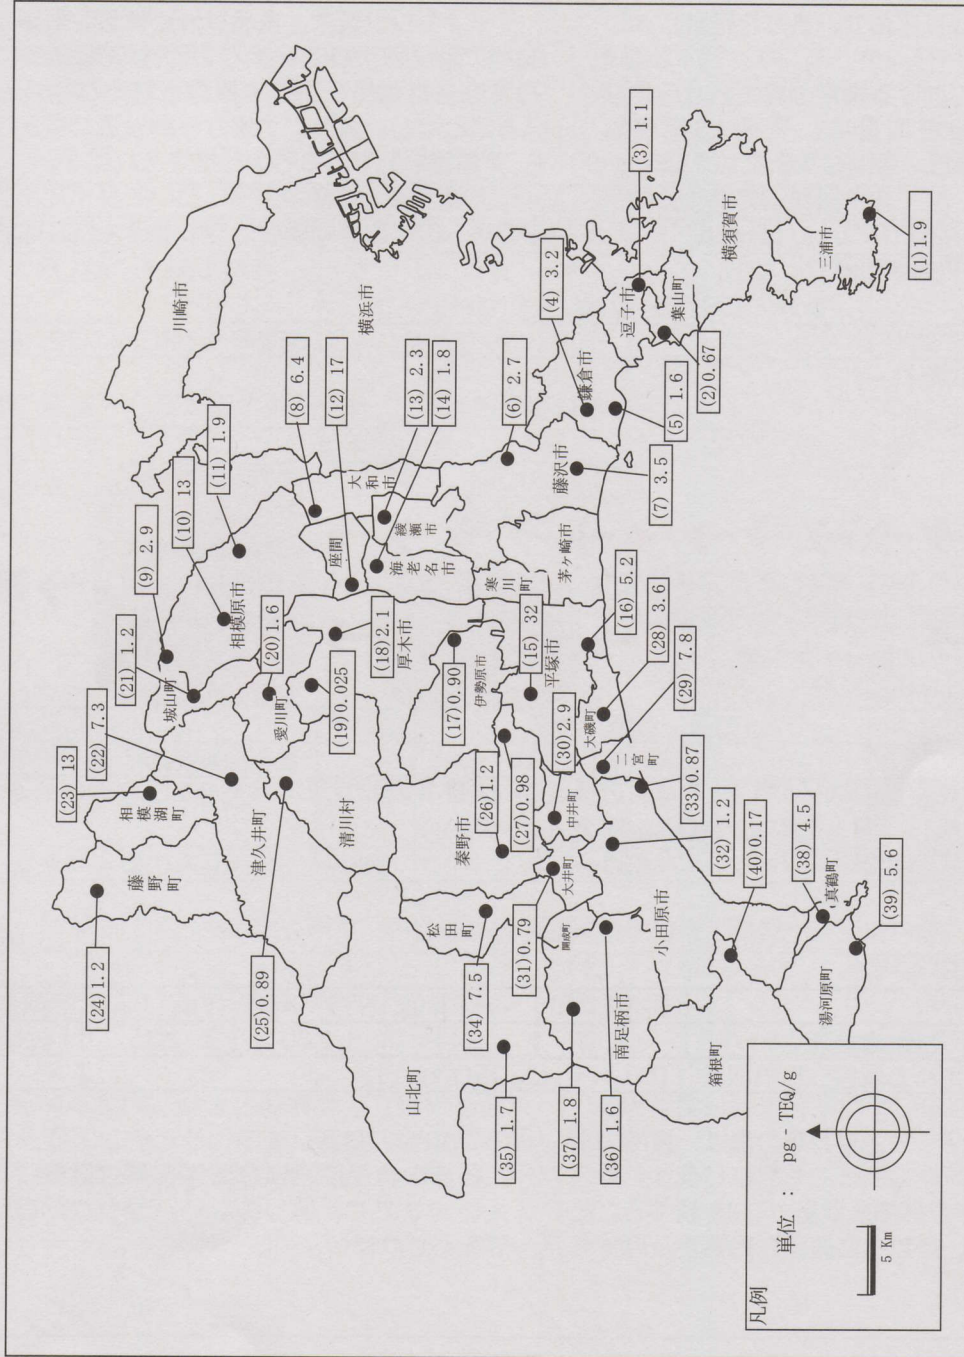 川崎市
横浜市
(3) 1.1
横須賀市
三浦市
(1)1.9
逗子市
葉山町
(2)0.67
(4) 3.2
鎌倉市
(5) 1.6
(6) 2.7
藤沢市
(7) 3.5
(8) 6.4
(12) 17
(13) 2.3
(14) 1.8
大和市
綾瀬市
座間
海老名市
寒川町
茅ヶ崎市
(11) 1.9
(10) 13
(9) 2.9
相模原市
(21) 1.2
城山町
(20)1.6
愛川町
(18)2.1
厚木市
(19)0.025
(17)0.90
伊勢原市
(15) 32
平塚市
(16) 5.2
(28) 3.6
(29) 7.8
大磯町
二宮町
(30)2.9
中井町
(33)0.87
(22) 7.3
(23) 13
相模湖町
藤野町
(24)1.2
津久井町
(25)0.89
清川村
秦野市
(26)1.2
(27)0.98
大井町
(31)0.79
(32) 1.2
松田町
(34) 7.5
開成町
小田原市
(40)0.17
(38) 4.5
真鶴町
(39) 5.6
湯河原町
山北町
(35) 1.7
(37) 1.8
(36) 1.6
南足柄市
箱根町
凡例
単位 : pg - TEQ/g
5 Km